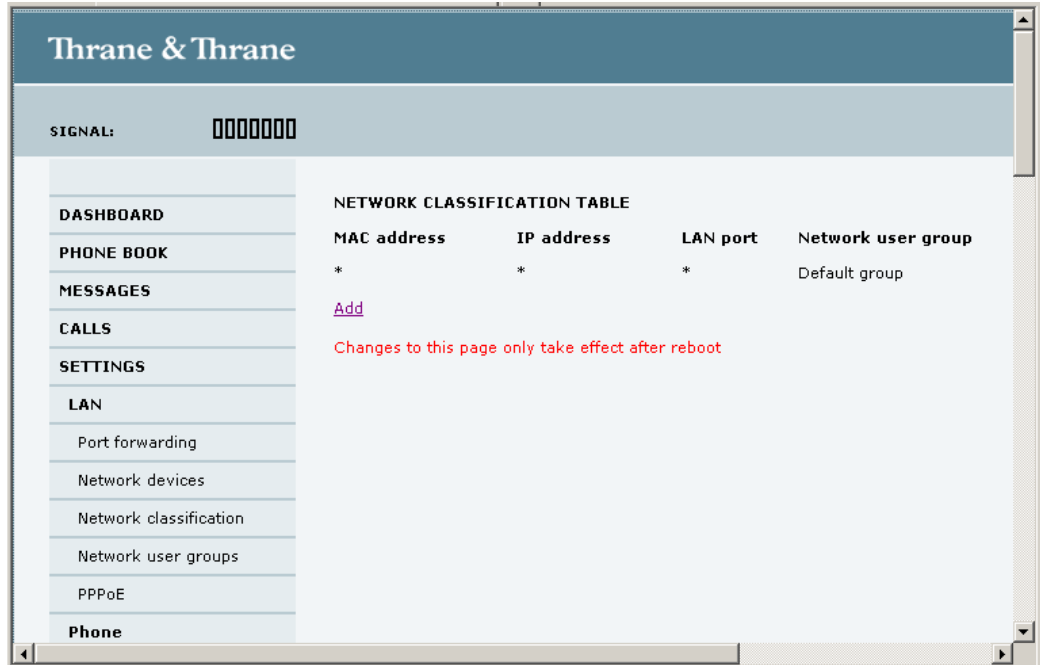 Thrane & Thrane
SIGNAL:
DASHBOARD
PHONE BOOK
MESSAGES
CALLS
SETTINGS
LAN
Port forwarding
Network devices
Network classification
Network user groups
PPPoE
Phone
NETWORK CLASSIFICATION TABLE
MAC address IP address LAN port Network user group
* * * Default group
Add
Changes to this page only take effect after reboot